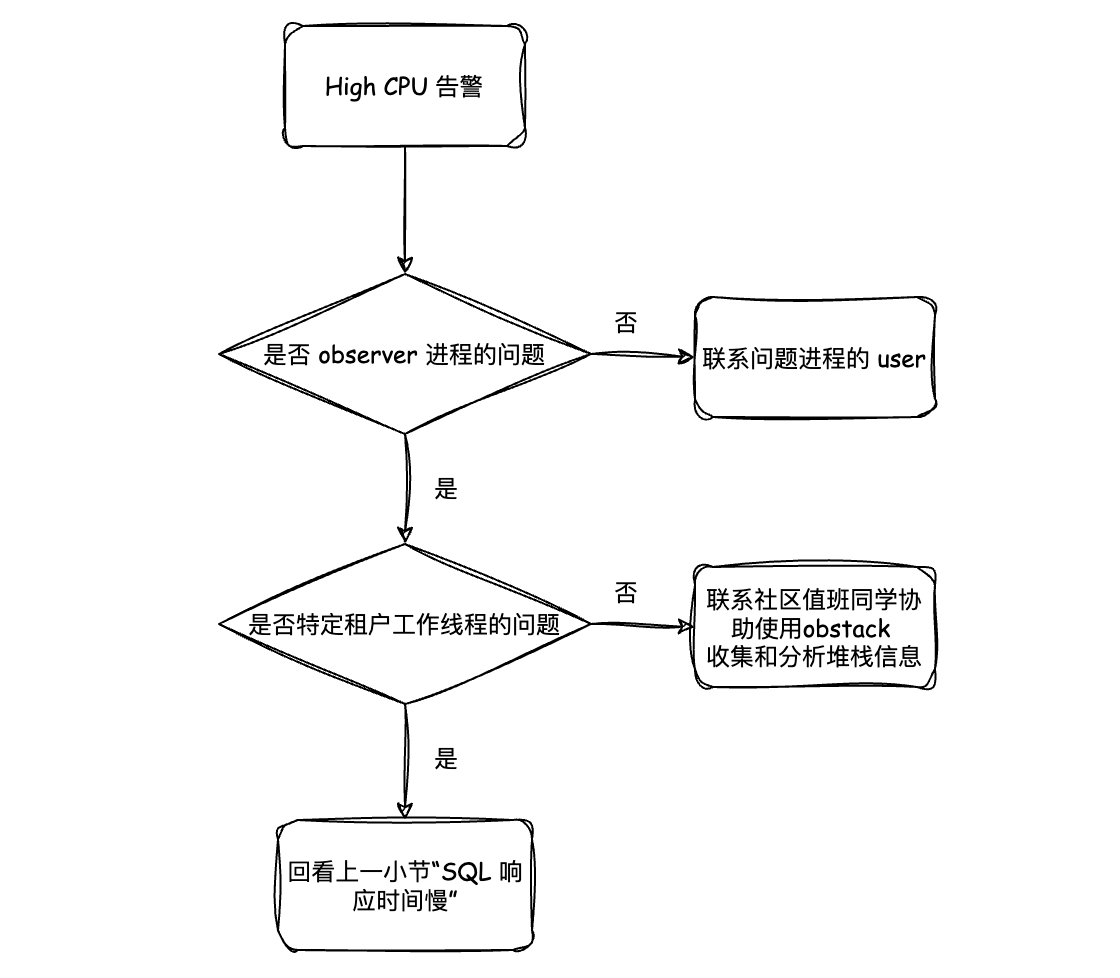 High CPU 告警
是否 observer 进程的问题
否
联系问题进程的 user
是
是否特定租户工作线程的问题
否
联系社区值班同学协
助使用obstack
收集和分析堆栈信息
是
回看上一小节“SQL 响
应时间慢”